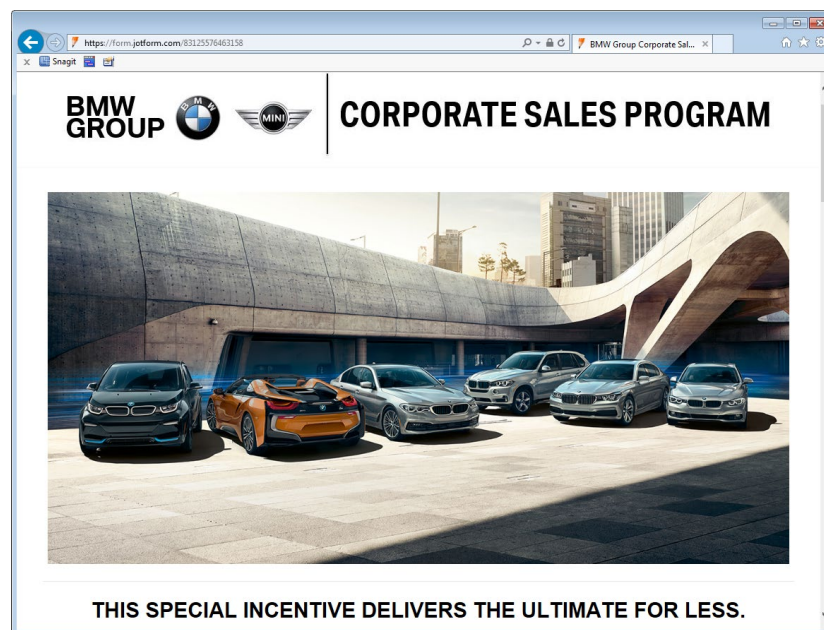 https://form.jotform.com/83125576463158
BMW Group Corporate Sal...
Snagit
BMW
GROUP
BMW
MINI
CORPORATE SALES PROGRAM
THIS SPECIAL INCENTIVE DELIVERS THE ULTIMATE FOR LESS.